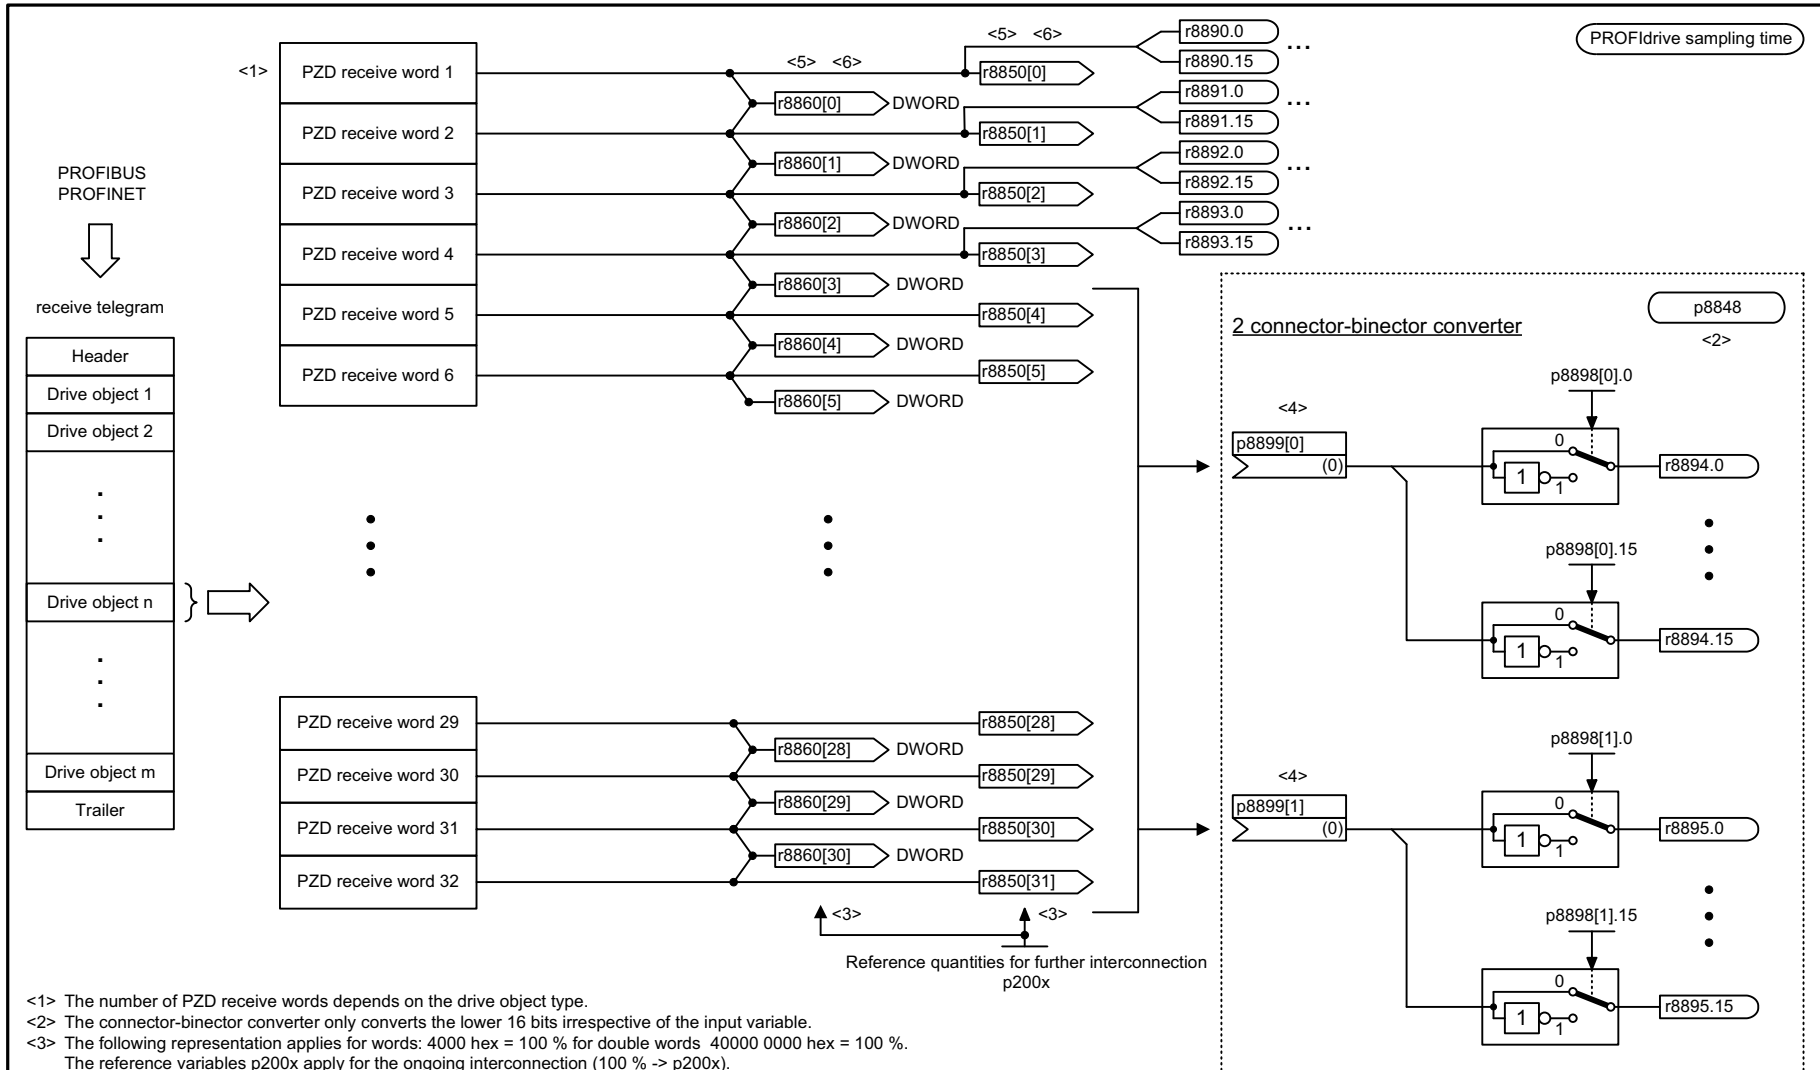 PROFIdrive sampling time
PROFIBUS
PROFINET
receive telegram
Header
Drive object 1
Drive object 2
.
.
.
Drive object n
.
.
.
Drive object m
Trailer
<1>
PZD receive word 1
PZD receive word 2
PZD receive word 3
PZD receive word 4
PZD receive word 5
PZD receive word 6
PZD receive word 29
PZD receive word 30
PZD receive word 31
PZD receive word 32
<5> <6>
r8860[0] DWORD
r8860[1] DWORD
r8860[2] DWORD
r8860[3] DWORD
r8860[4] DWORD
r8860[5] DWORD
r8860[28] DWORD
r8860[29] DWORD
r8860[30] DWORD
<5> <6>
r8850[0]
r8850[1]
r8850[2]
r8850[3]
r8850[4]
r8850[5]
r8850[28]
r8850[29]
r8850[30]
r8850[31]
<3>
<3>
Reference quantities for further interconnection
p200x
r8890.0
...
r8890.15
r8891.0
...
r8891.15
r8892.0
...
r8892.15
r8893.0
...
r8893.15
2 connector-binector converter
p8848
<2>
<4>
p8899[0]
(0)
p8898[0].0
0
1
1
r8894.0
p8898[0].15
0
1
1
r8894.15
<4>
p8899[1]
(0)
p8898[1].0
0
1
1
r8895.0
p8898[1].15
0
1
1
r8895.15
<1> The number of PZD receive words depends on the drive object type.
<2> The connector-binector converter only converts the lower 16 bits irrespective of the input variable.
<3> The following representation applies for words: 4000 hex = 100 % for double words 40000 0000 hex = 100 %.
The reference variables p200x apply for the ongoing interconnection (100 % -> p200x).